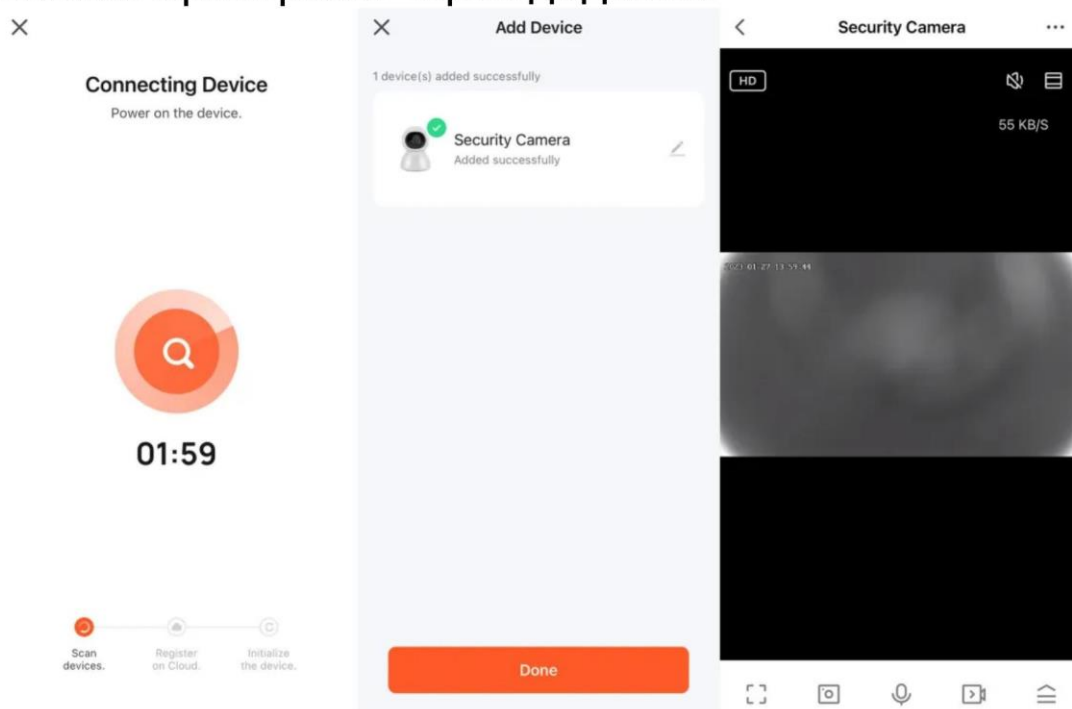 Connecting Device
Power on the device.
01:59
Scan
devices.
Register
on Cloud.
Initialize
the device.
Add Device
1 device(s) added successfully
Security Camera
Added successfully
Done
Security Camera
HD
55 KB/S